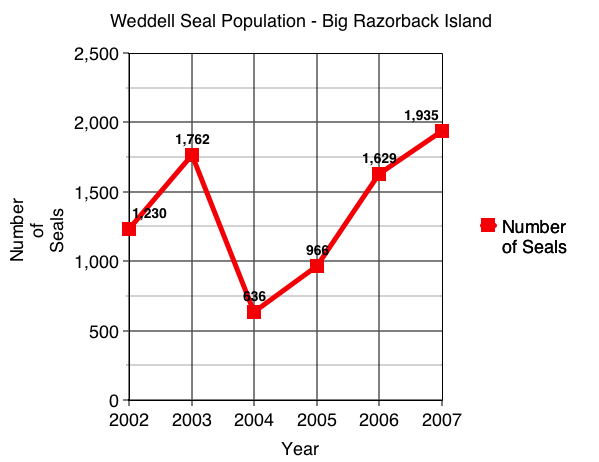 Weddell Seal Population - Big Razorback Island
2,500
2,000
1,500
1,000
500
0
Number
of
Seals
1,230
1,762
636
966
1,629
1,935
2002 2003 2004 2005 2006 2007
Year
Number
of Seals